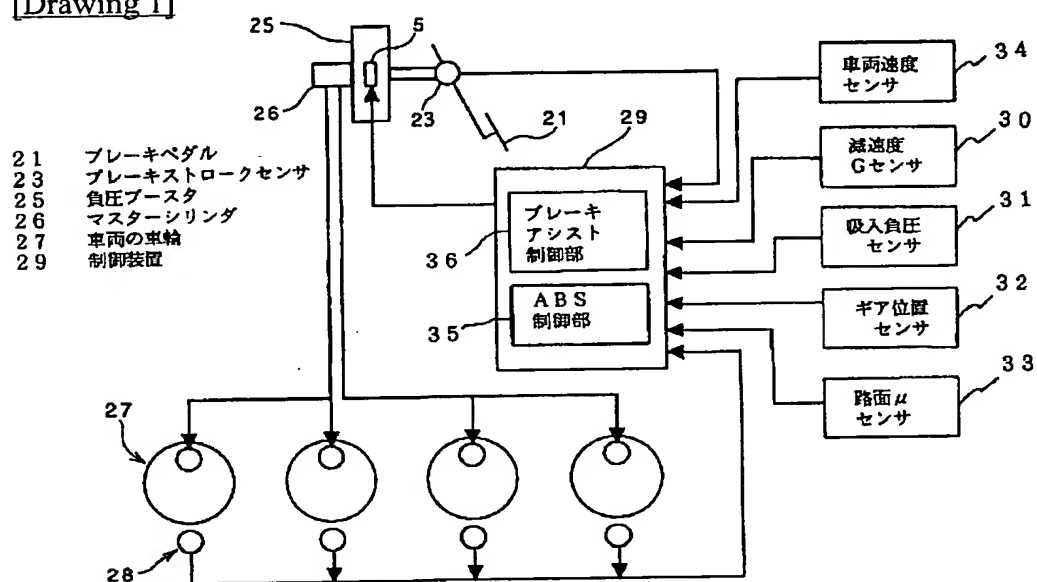 [Drawing 1]
25
5
26
23
21
29
21 ブレーキペダル
23 ブレーキストロークセンサ
25 負圧ブースタ
26 マスターシリンダ
27 車両の車輪
29 制御装置
ブレーキ
アシスト
制御部
36
ABS
制御部
35
車両速度
センサ
34
減速度
Gセンサ
30
吸入負圧
センサ
31
ギア位置
センサ
32
路面μ
センサ
33
27
28